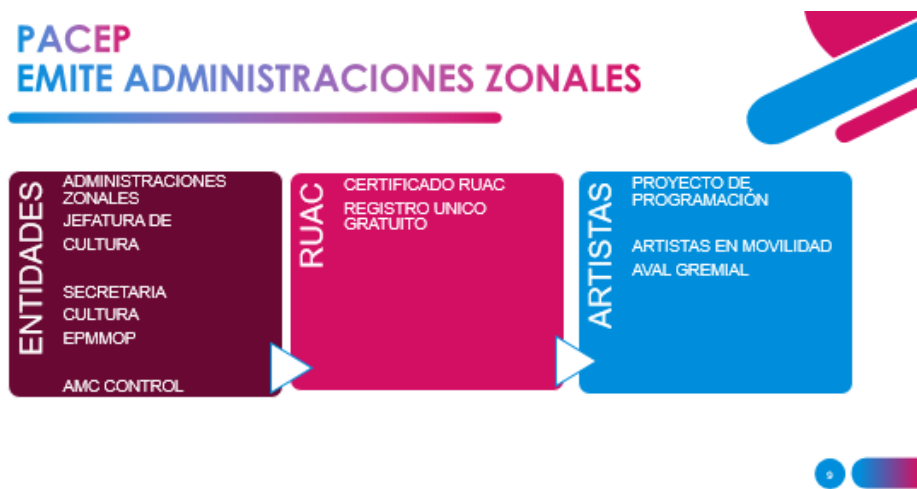 PACEP
EMITE ADMINISTRACIONES ZONALES
ENTIDADES
ADMINISTRACIONES
ZONALES
JEFATURA DE
CULTURA
SECRETARIA
CULTURA
EPMMOP
AMC CONTROL
RUAC
CERTIFICADO RUAC
REGISTRO UNICO
GRATUITO
ARTISTAS
PROYECTO DE
PROGRAMACIÓN
ARTISTAS EN MOVILIDAD
AVAL GREMIAL
9